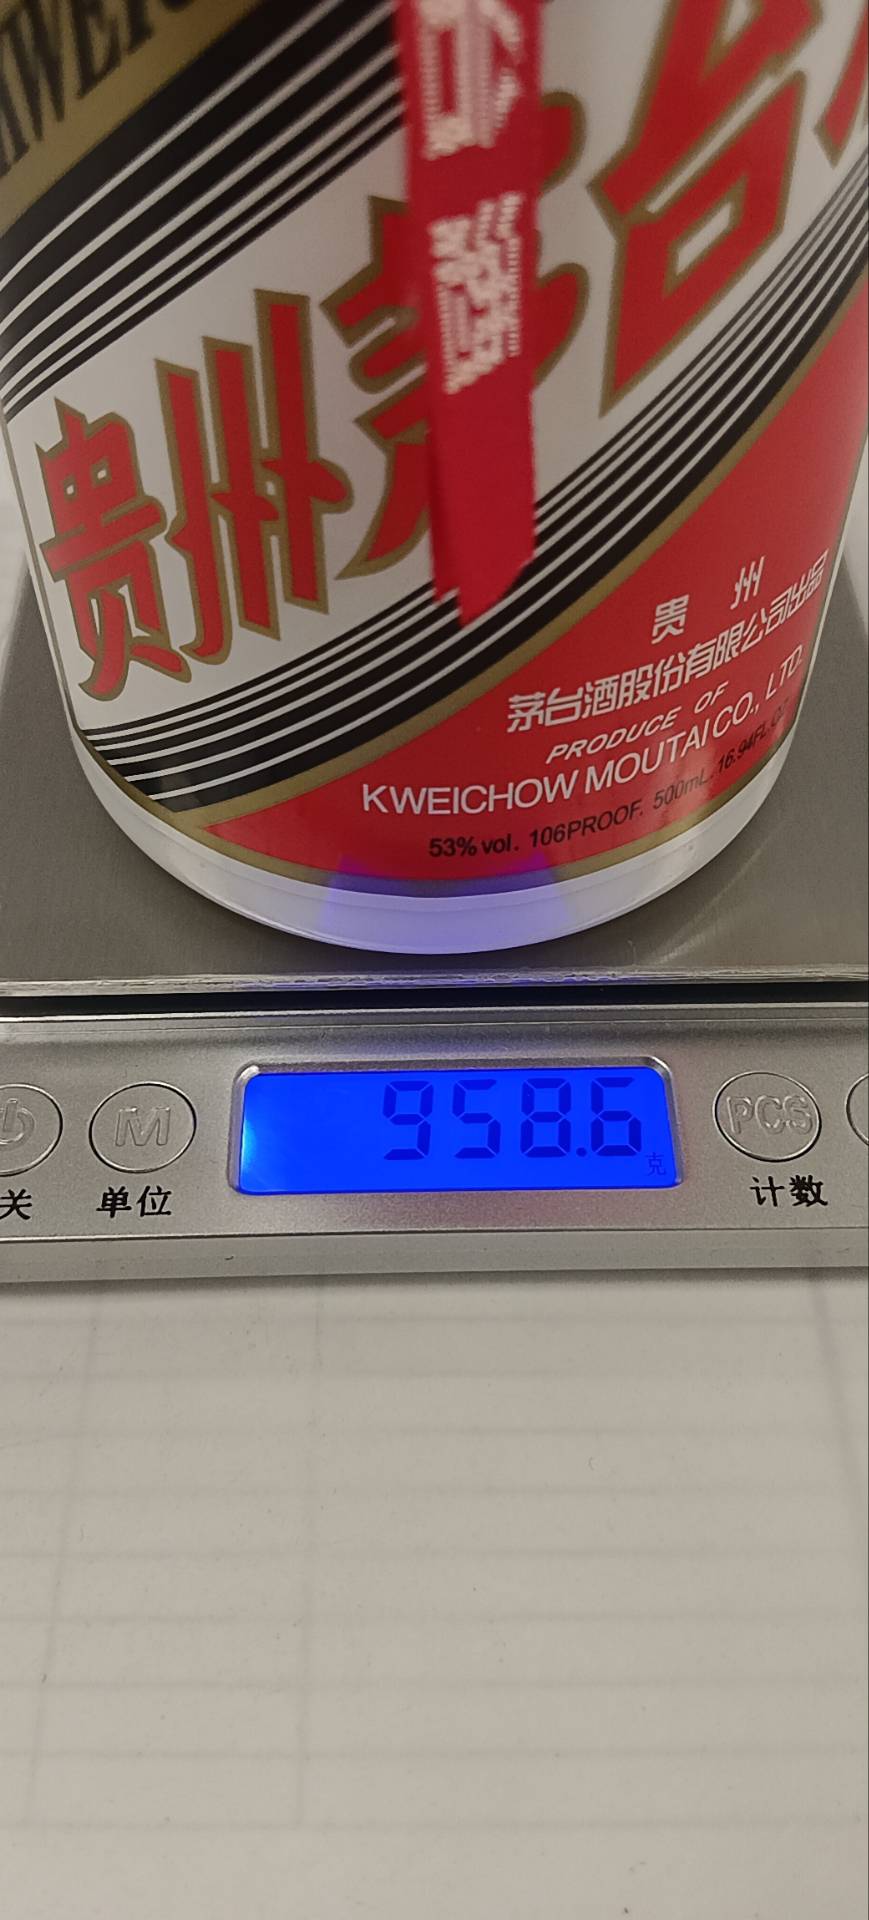 贵州茅台
贵 州
茅台酒股份有限公司出品
PRODUCE OF
KWEICHOW MOUTAI CO., LTD.
53% vol. 106PROOF. 500mL.
958.6
克
M
PCS
关
单位
计数